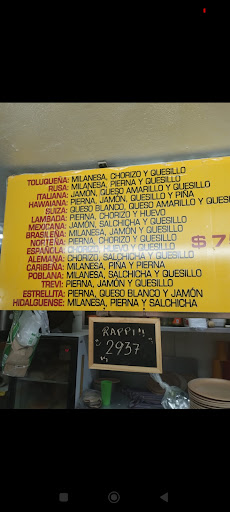 TOLUQUEÑA: MILANESA, CHORIZO Y QUESILLO
RUSA: MILANESA, PIERNA Y QUESILLO
ITALIANA: JAMÓN, QUESO AMARILLO Y QUESILLO
HAWAIANA: PIERNA, JAMÓN, QUESILLO Y PIÑA
SUIZA: QUESO BLANCO, QUESO AMARILLO Y QUES
LAMBADA: PIERNA, CHORIZO Y HUEVO
MEXICANA: JAMÓN, SALCHICHA Y QUESILLO
BRASILEÑA: MILANESA, JAMÓN Y QUESILLO
NORTEÑA: PIERNA, CHORIZO Y QUESILLO
ESPAÑOLA: CHORIZO, HUEVO Y QUESILLO
ALEMANA: CHORIZO, SALCHICHA Y QUESILLO
CARIBEÑA: MILANESA, PIÑA Y PIERNA
POBLANA: MILANESA, SALCHICHA Y QUESILLO
TREVI: PIERNA, JAMÓN Y QUESILLO
ESTRELLITA: PIERNA, QUESO BLANCO Y JAMÓN
HIDALGUENSE: MILANESA, PIERNA Y SALCHICHA
$7
RAPPI
2937